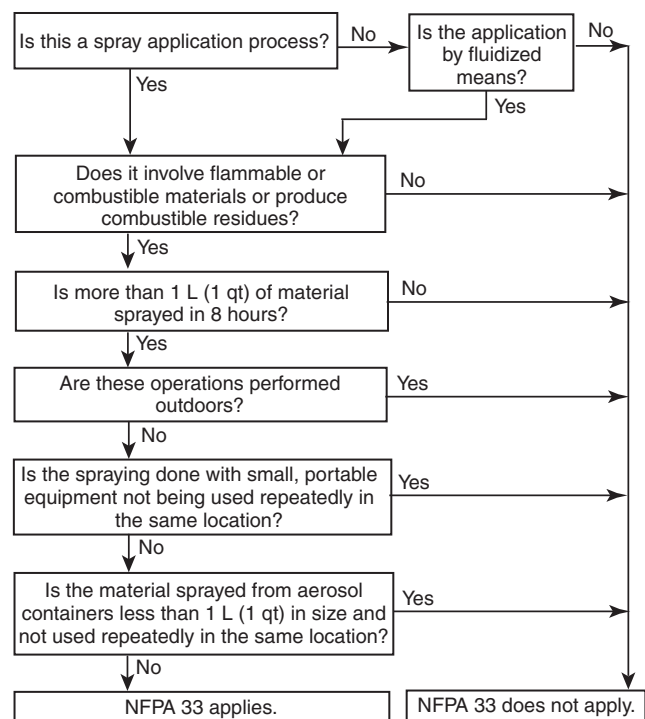 Is this a spray application process?
No
Is the application
by fluidized
means?
No
Yes
Yes
Does it involve flammable or
combustible materials or produce
combustible residues?
No
Yes
Is more than 1 L (1 qt) of material
sprayed in 8 hours?
No
Yes
Are these operations performed
outdoors?
Yes
No
Is the spraying done with small, portable
equipment not being used repeatedly in
the same location?
Yes
No
Is the material sprayed from aerosol
containers less than 1 L (1 qt) in size and
not used repeatedly in the same location?
Yes
No
NFPA 33 applies.
NFPA 33 does not apply.